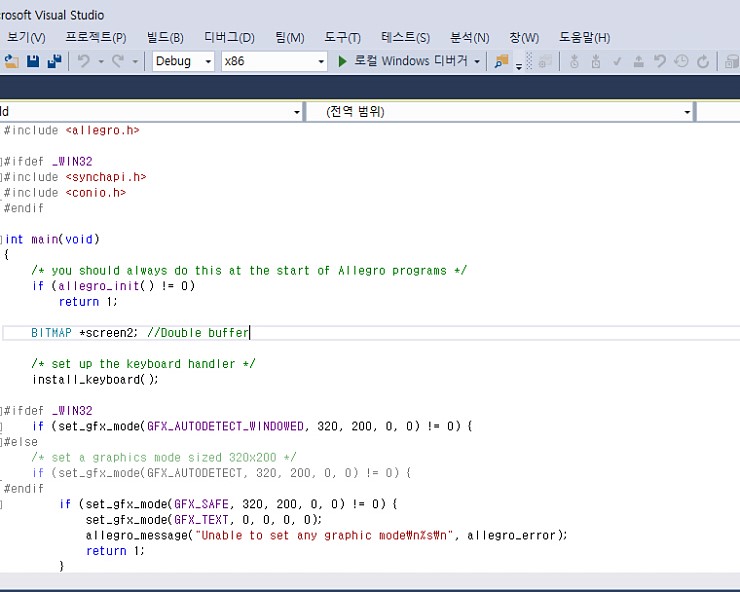 rosoft Visual Studio
보기(V) 프로젝트(P) 빌드(B) 디버그(D) 팀(M) 도구(T) 테스트(S) 분석(N) 창(W) 도움말(H)
Debug x86 로컬 Windows 디버거
ld (전역 범위)
#include <allegro.h>
#ifdef _WIN32
#include <synchapi.h>
#include <conio.h>
#endif
int main(void)
{
/* you should always do this at the start of Allegro programs */
if (allegro_init() != 0)
return 1;
BITMAP *screen2; //Double buffer
/* set up the keyboard handler */
install_keyboard();
#ifdef _WIN32
if (set_gfx_mode(GFX_AUTODETECT_WINDOWED, 320, 200, 0, 0) != 0) {
#else
/* set a graphics mode sized 320x200 */
if (set_gfx_mode(GFX_AUTODETECT, 320, 200, 0, 0) != 0) {
#endif
if (set_gfx_mode(GFX_SAFE, 320, 200, 0, 0) != 0) {
set_gfx_mode(GFX_TEXT, 0, 0, 0, 0);
allegro_message("Unable to set any graphic mode₩n%s₩n", allegro_error);
return 1;
}